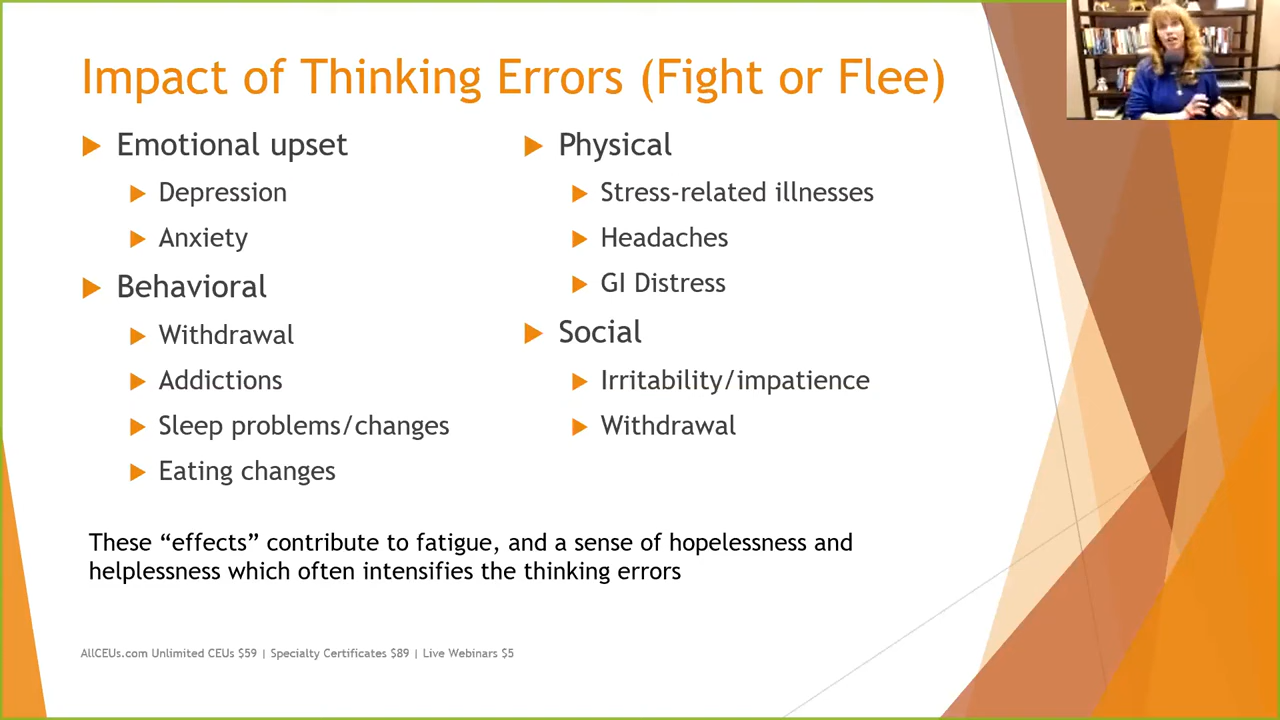 Impact of Thinking Errors (Fight or Flee)
Emotional upset
Depression
Anxiety
Behavioral
Withdrawal
Addictions
Sleep problems/changes
Eating changes
Physical
Stress-related illnesses
Headaches
GI Distress
Social
Irritability/impatience
Withdrawal
These “effects” contribute to fatigue, and a sense of hopelessness and
helplessness which often intensifies the thinking errors
AllCEUs.com Unlimited CEUs $59 | Specialty Certificates $89 | Live Webinars $5